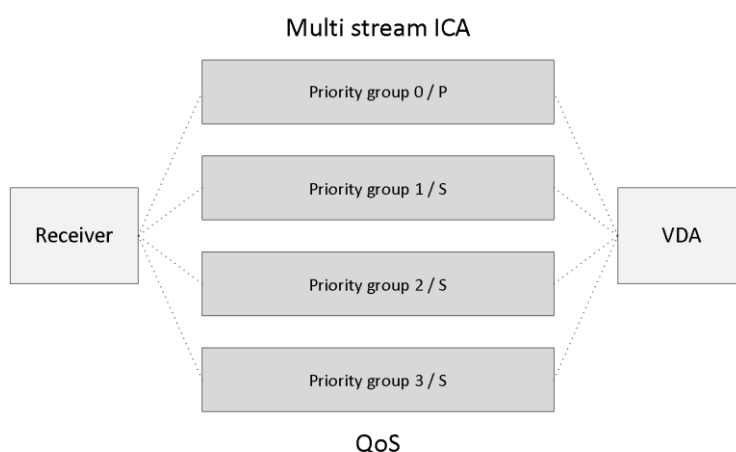 Multi stream ICA
Priority group 0 / P
Priority group 1 / S
Receiver
VDA
Priority group 2 / S
Priority group 3 / S
QoS